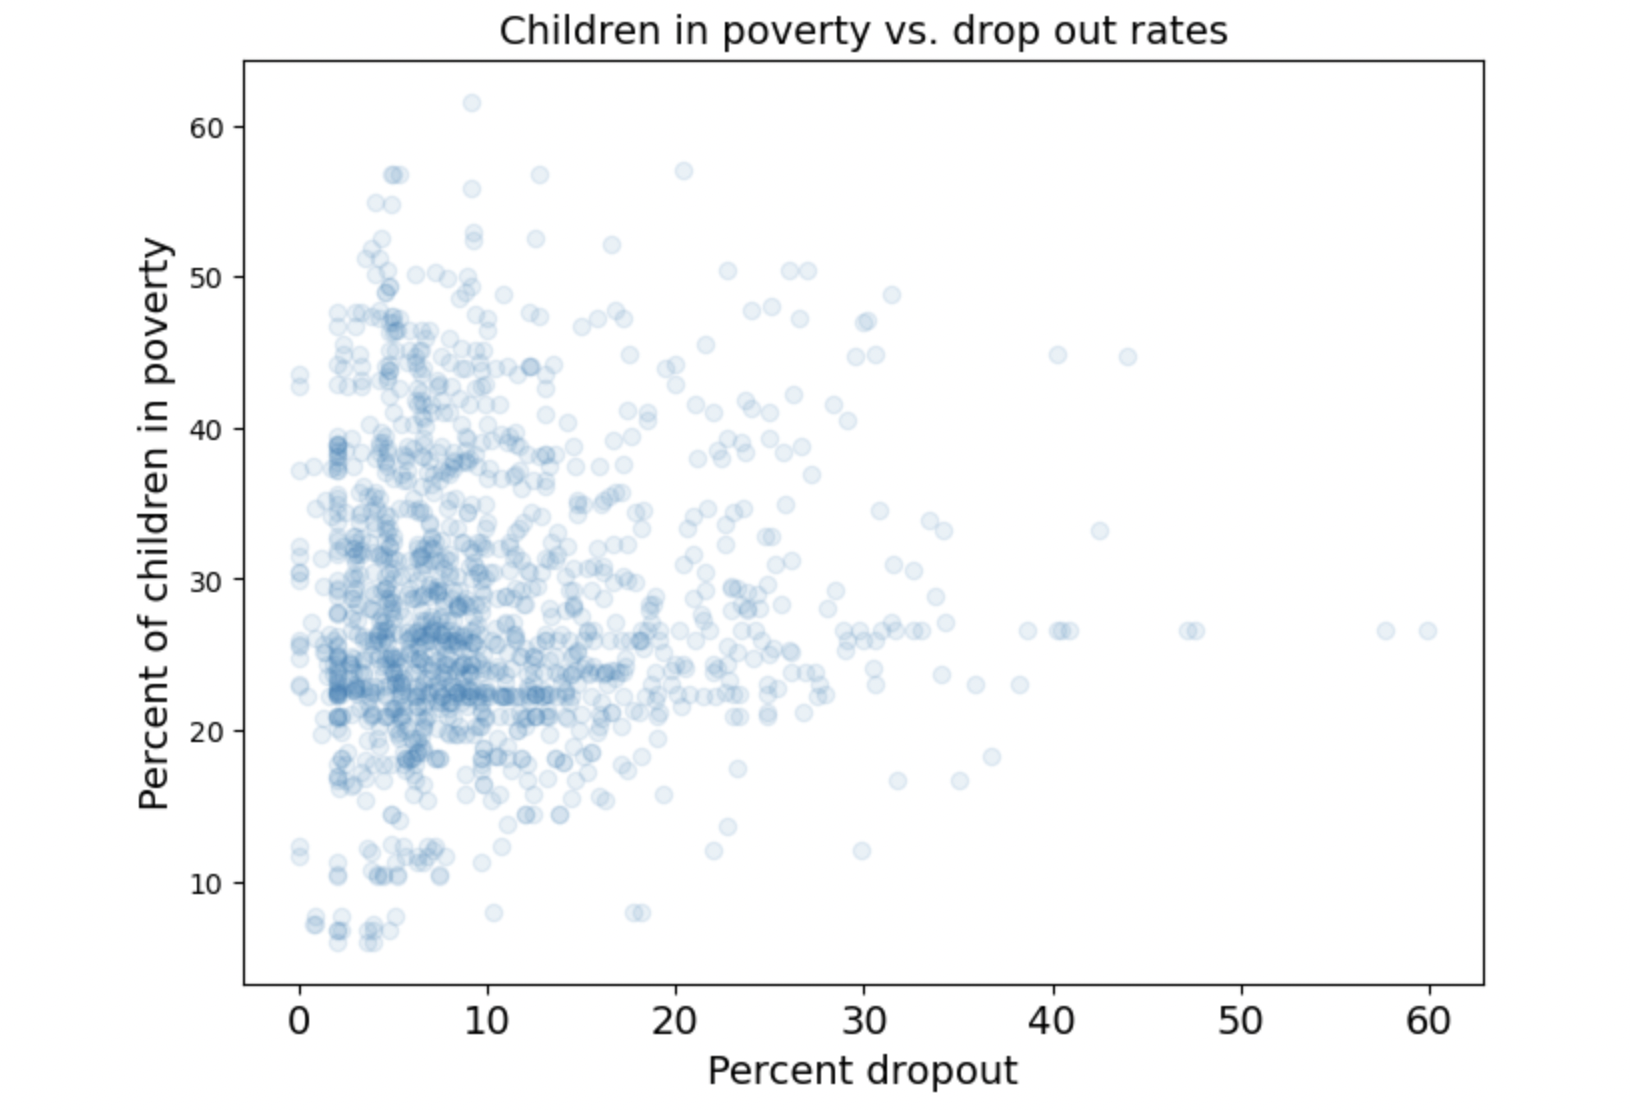 Children in poverty vs. drop out rates
Percent of children in poverty
60
50
40
30
20
10
0 10 20 30 40 50 60
Percent dropout